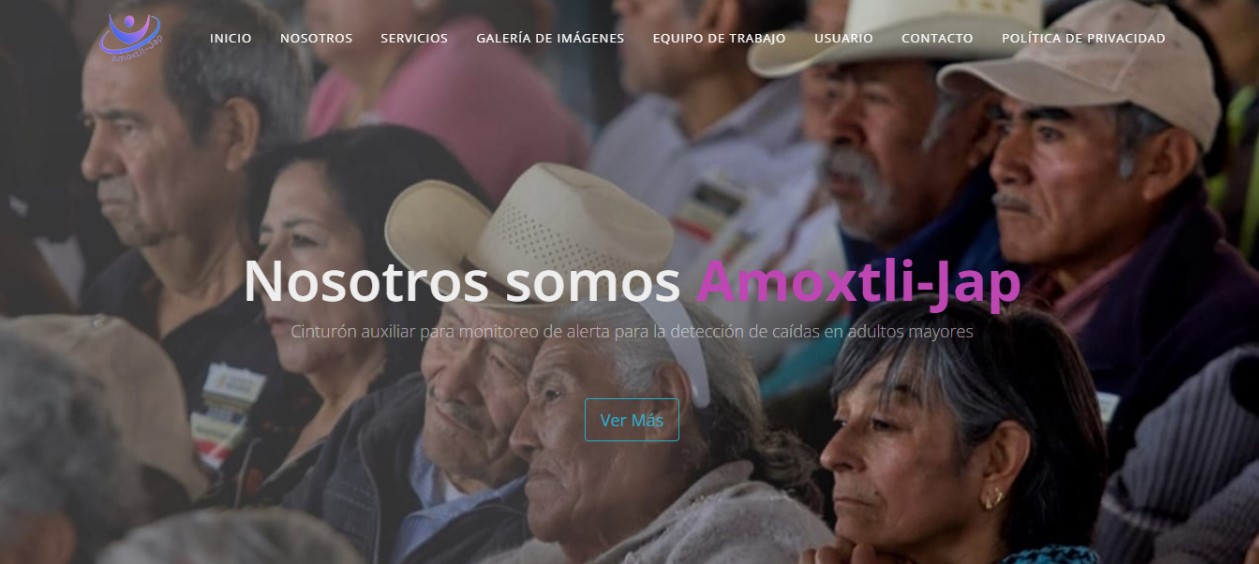 Amoxtli-Jap
INICIO NOSOTROS SERVICIOS GALERÍA DE IMÁGENES EQUIPO DE TRABAJO USUARIO CONTACTO POLÍTICA DE PRIVACIDAD
Nosotros somos Amoxtli-Jap
Cinturón auxiliar para monitoreo de alerta para la detección de caídas en adultos mayores
Ver Más